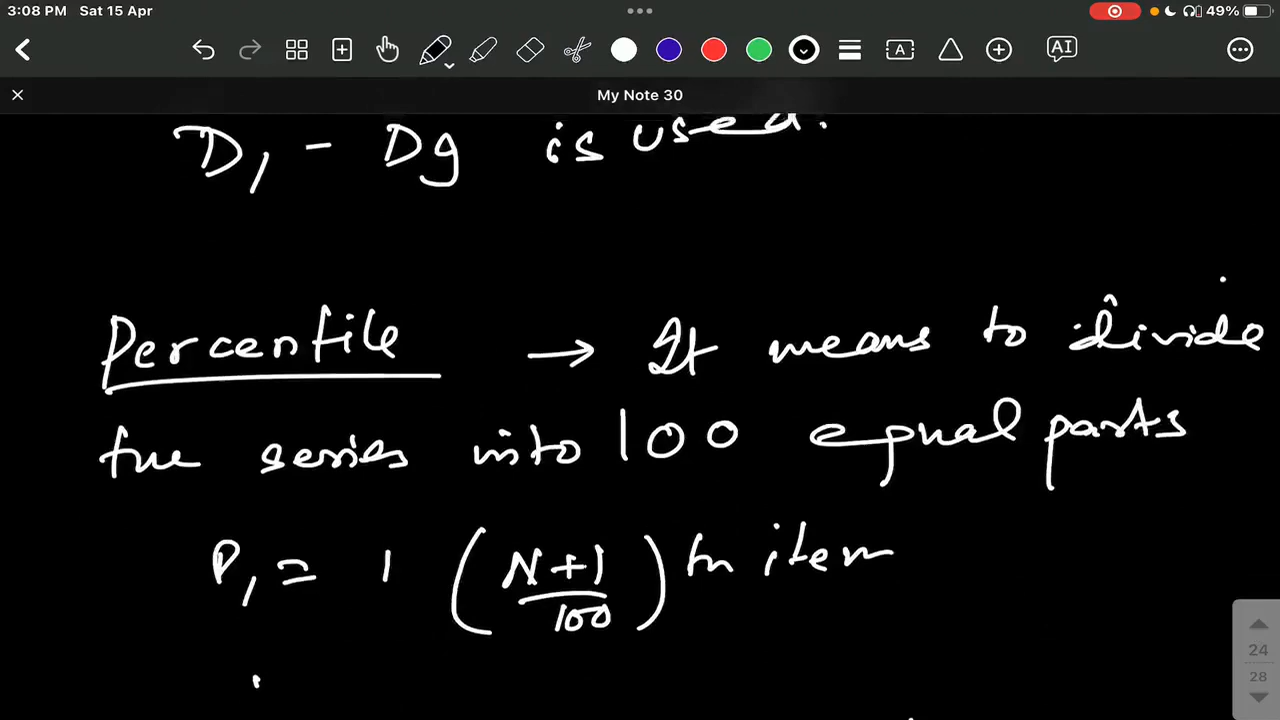 3:08 PM Sat 15 Apr
49%
A
AI
My Note 30
D1 - D9 is used.
Percentile → It means to divide
the series into 100 equal parts
P1 = 1 (N+1/100)th item
24
28